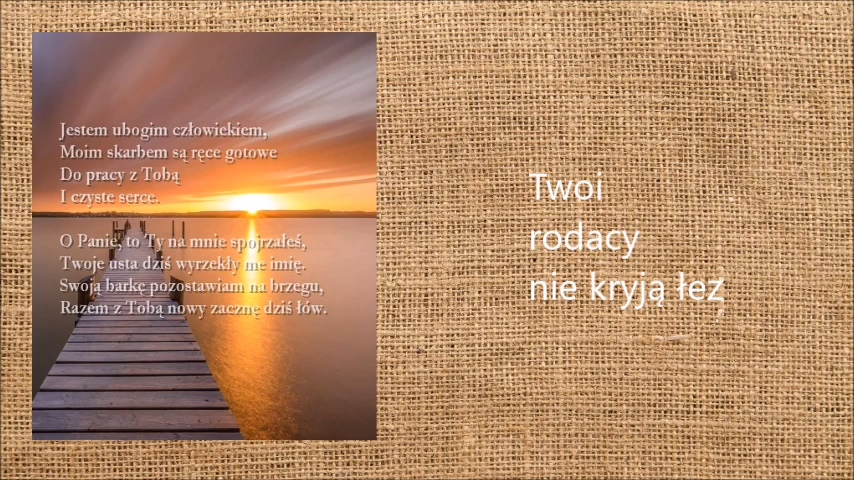 Jestem ubogim człowiekiem,
Moim skarbem są ręce gotowe
Do pracy z Tobą
I czyste serce.
O Panie, to Ty na mnie spojrzałeś,
Twoje usta dziś wyrzekły me imię.
Swoją barkę pozostawiam na brzegu,
Razem z Tobą nowy zacznę dziś łów.
Twoi
rodacy
nie kryją łez